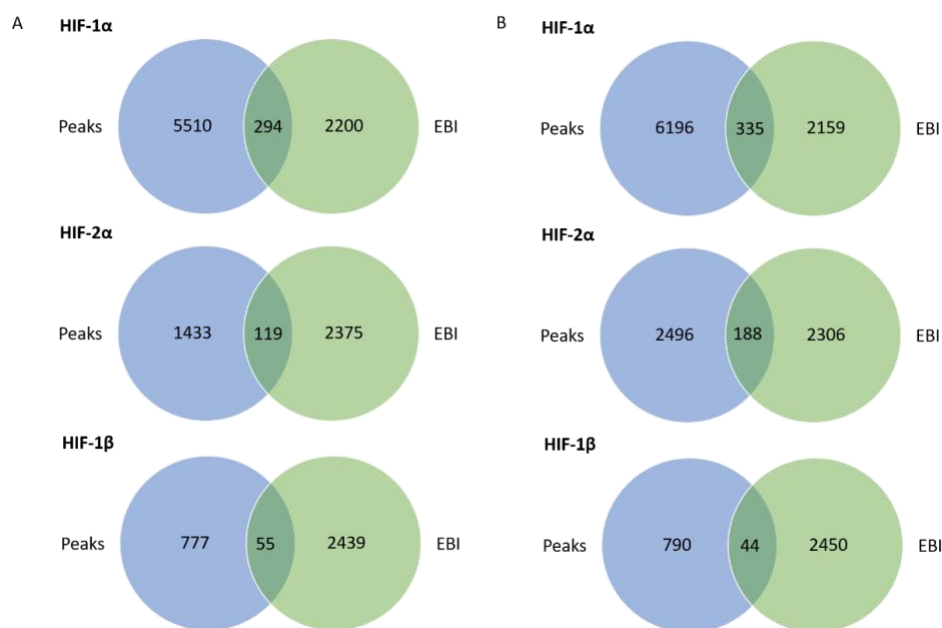 A
HIF-1α
Peaks 5510 294 2200 EBI
HIF-2α
Peaks 1433 119 2375 EBI
HIF-1β
Peaks 777 55 2439 EBI
B
HIF-1α
Peaks 6196 335 2159 EBI
HIF-2α
Peaks 2496 188 2306 EBI
HIF-1β
Peaks 790 44 2450 EBI